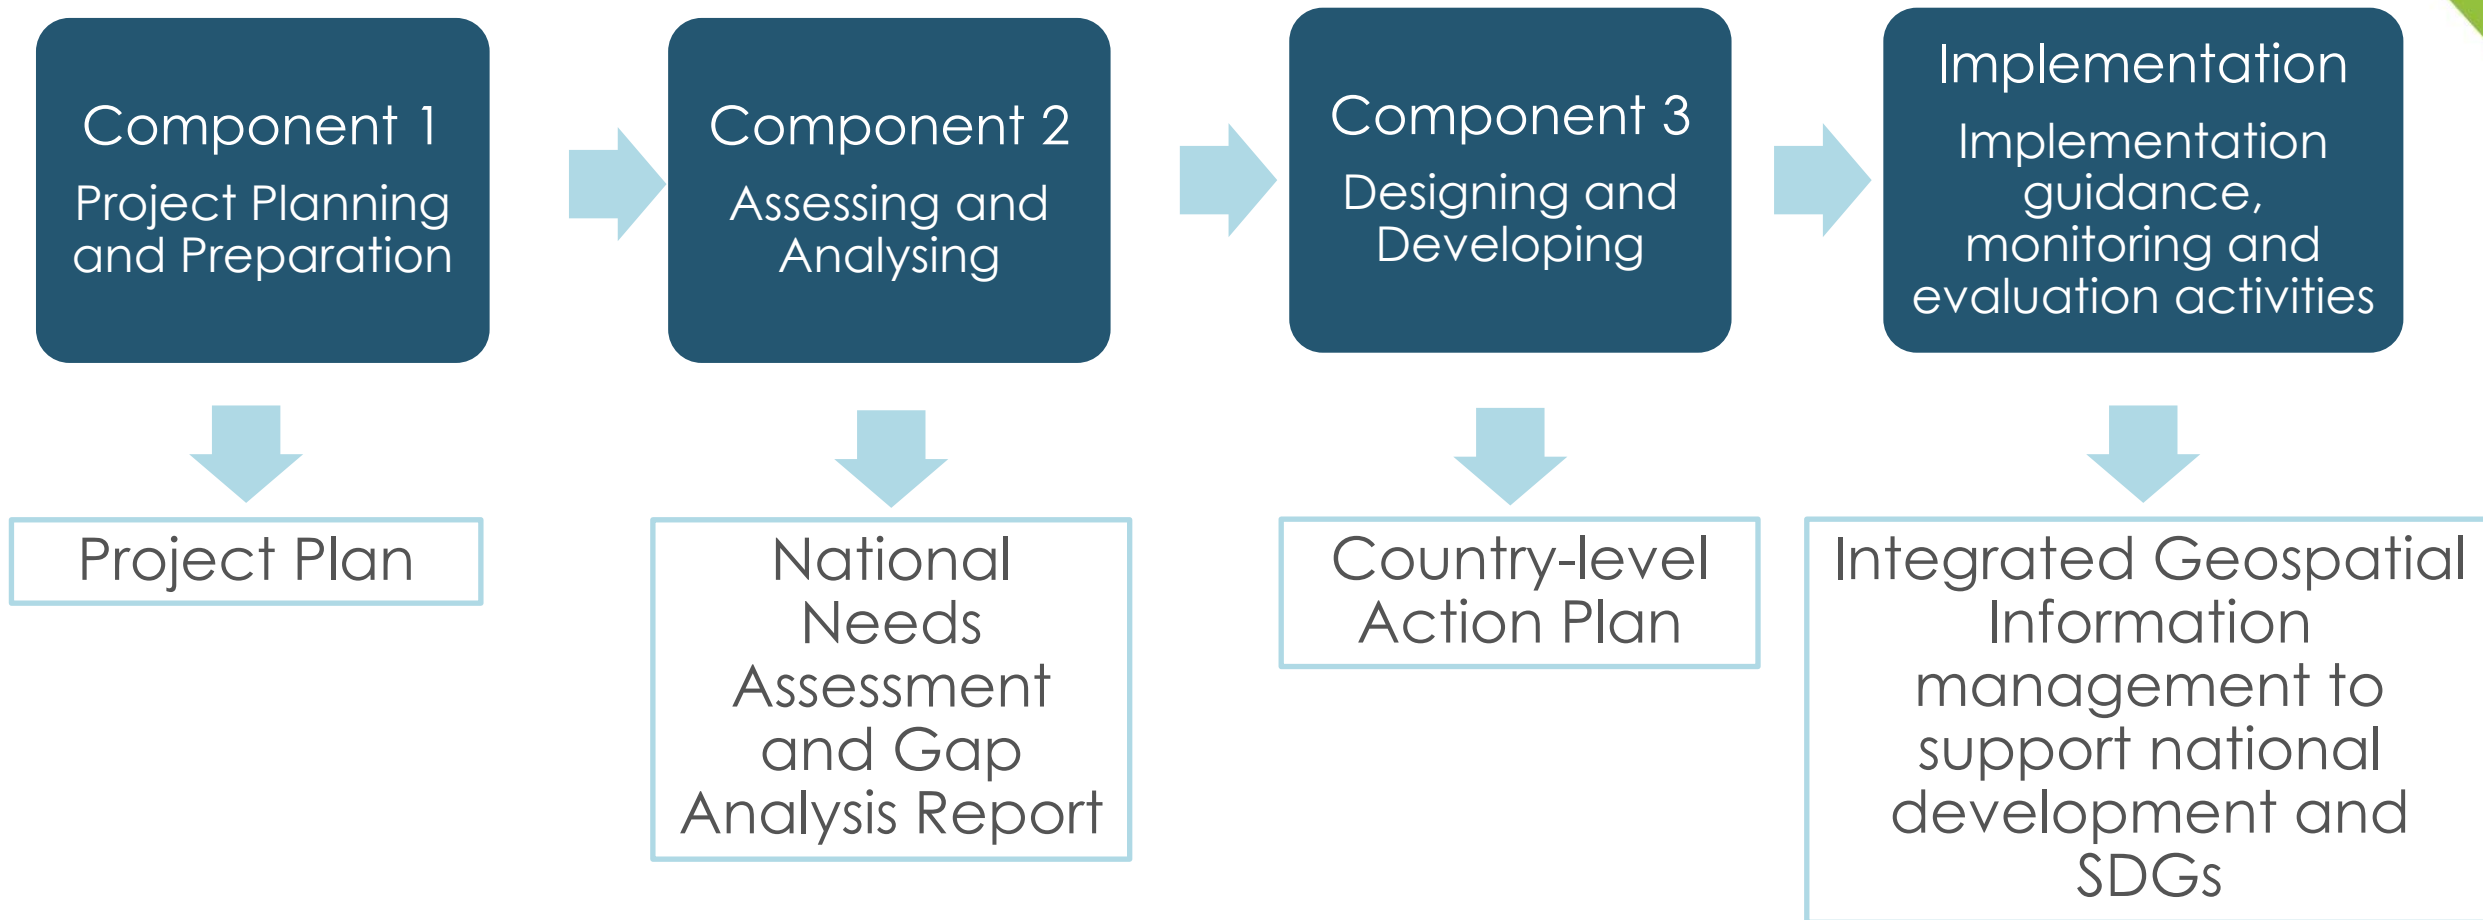 Component 1
Project Planning
and Preparation
Component 2
Assessing and
Analysing
Component 3
Designing and
Developing
Implementation
Implementation
guidance,
monitoring and
evaluation activities
Project Plan
National
Needs
Assessment
and Gap
Analysis Report
Country-level
Action Plan
Integrated Geospatial
Information
management to
support national
development and
SDGs